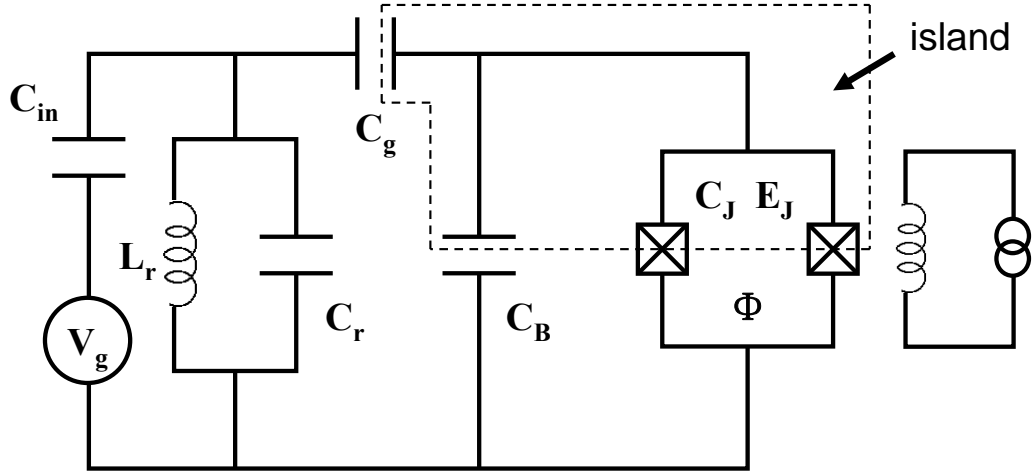 island
C_in
C_g
C_J E_J
L_r
C_r
C_B
Φ
V_g